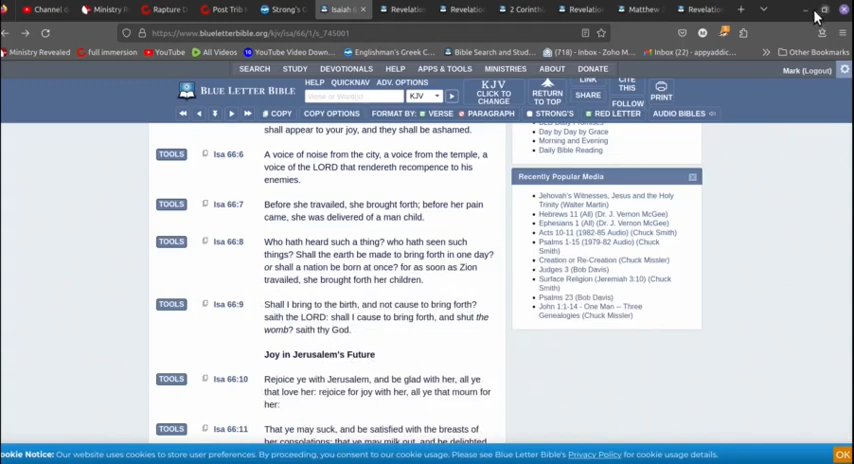 Channel d
Ministry R
Rapture D
Post Trib
Strong's C
Isaiah 6
Revelation
Revelation
2 Corinth
Revelation
Matthew
Revelation
https://www.blueletterbible.org/kjv/isa/66/1/s_745001
Ministry Revealed
full immersion
YouTube
All Videos
YouTube Video Down...
Englishman's Greek C...
Bible Search and Stud...
(718) - Inbox - Zoho M...
Inbox (22) - appyaddic...
Other Bookmarks
SEARCH STUDY DEVOTIONALS HELP APPS & TOOLS MINISTRIES ABOUT DONATE
Mark (Logout)
BLUE LETTER BIBLE
HELP QUICKNAV ADV. OPTIONS
Verse or Word(s)
KJV
KJV
CLICK TO
CHANGE
RETURN
TO TOP
LINK
SHARE
CITE
THIS
FOLLOW
PRINT
COPY COPY OPTIONS FORMAT BY: VERSE PARAGRAPH STRONG'S RED LETTER AUDIO BIBLES
shall appear to your joy, and they shall be ashamed.
TOOLS Isa 66:6 A voice of noise from the city, a voice from the temple, a
voice of the LORD that rendereth recompence to his
enemies.
TOOLS Isa 66:7 Before she travailed, she brought forth; before her pain
came, she was delivered of a man child.
TOOLS Isa 66:8 Who hath heard such a thing? who hath seen such
things? Shall the earth be made to bring forth in one day?
or shall a nation be born at once? for as soon as Zion
travailed, she brought forth her children.
TOOLS Isa 66:9 Shall I bring to the birth, and not cause to bring forth?
saith the LORD: shall I cause to bring forth, and shut the
womb? saith thy God.
Joy in Jerusalem's Future
TOOLS Isa 66:10 Rejoice ye with Jerusalem, and be glad with her, all ye
that love her: rejoice for joy with her, all ye that mourn for
her:
TOOLS Isa 66:11 That ye may suck, and be satisfied with the breasts of
her consolations; that ye may milk out, and be delighted
Day by Day by Grace
Morning and Evening
Daily Bible Reading
Recently Popular Media
Jehovah's Witnesses, Jesus and the Holy
Trinity (Walter Martin)
Hebrews 11 (All) (Dr. J. Vernon McGee)
Ephesians 1 (All) (Dr. J. Vernon McGee)
Acts 10-11 (1982-85 Audio) (Chuck Smith)
Psalms 1-15 (1979-82 Audio) (Chuck
Smith)
Creation or Re-Creation (Chuck Missler)
Judges 3 (Bob Davis)
Surface Religion (Jeremiah 3:10) (Chuck
Smith)
Psalms 23 (Bob Davis)
John 1:1-14 - One Man -- Three
Genealogies (Chuck Missler)
ookie Notice: Our website uses cookies to store user preferences. By proceeding, you consent to our cookie usage. Please see Blue Letter Bible's Privacy Policy for cookie usage details.
OK